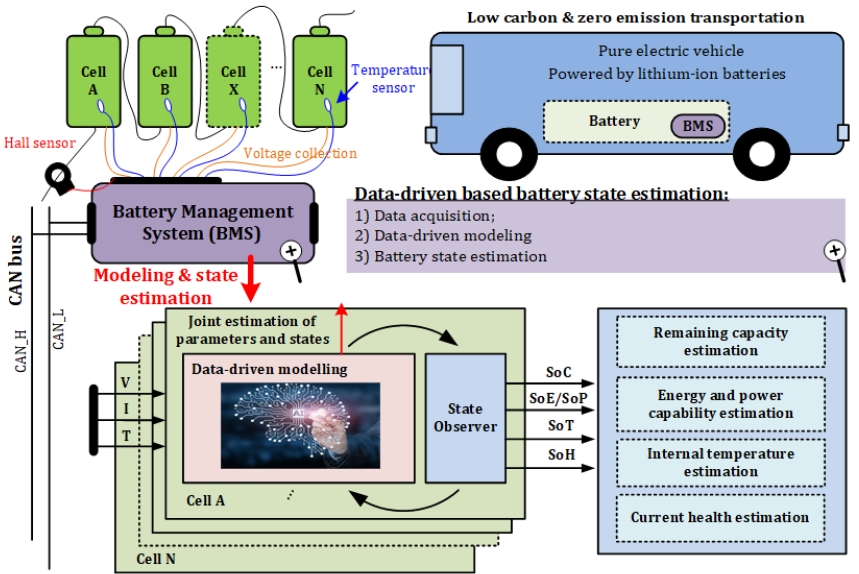 Low carbon & zero emission transportation
Cell
A
Cell
B
Cell
X
...
Cell
N
Temperature
sensor
Pure electric vehicle
Powered by lithium-ion batteries
Battery
BMS
Hall sensor
Voltage collection
Battery Management
System (BMS)
Data-driven based battery state estimation:
1) Data acquisition;
2) Data-driven modeling
3) Battery state estimation
CAN bus
CAN_H
CAN_L
Modeling & state
estimation
Joint estimation of
parameters and states
Data-driven modelling
AI
V
I
T
State
Observer
SoC
SoE/SoP
SoT
SoH
Remaining capacity
estimation
Energy and power
capability estimation
Internal temperature
estimation
Current health estimation
Cell A
...
Cell N